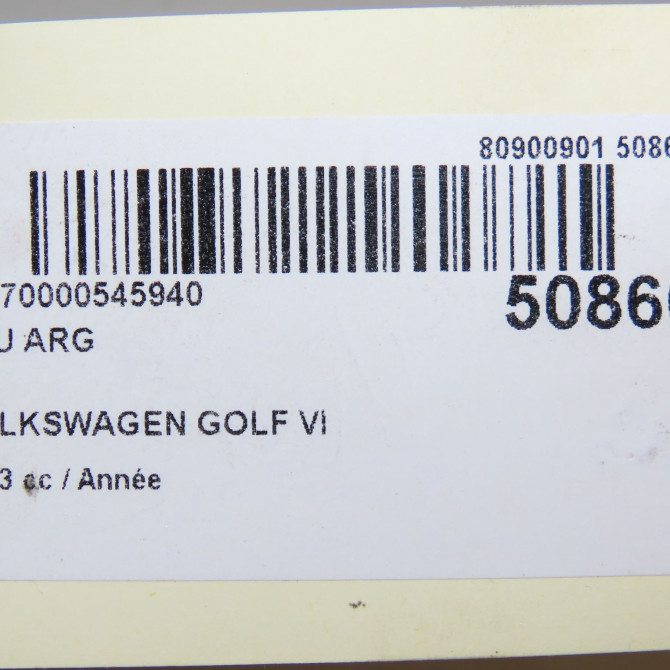 80900901 5086
70000545940
5086
U ARG
LKSWAGEN GOLF VI
3 cc / Année